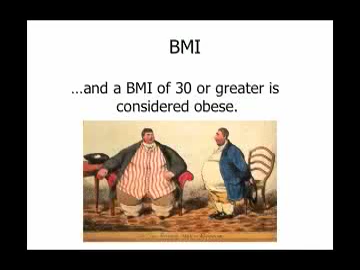 BMI
...and a BMI of 30 or greater is
considered obese.